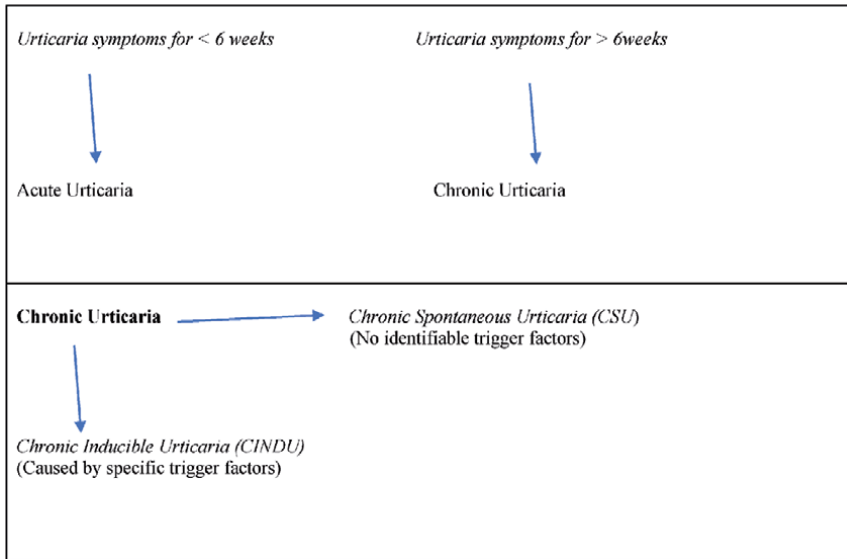 Urticaria symptoms for < 6 weeks
Urticaria symptoms for > 6weeks
Acute Urticaria
Chronic Urticaria
Chronic Urticaria
Chronic Spontaneous Urticaria (CSU)
(No identifiable trigger factors)
Chronic Inducible Urticaria (CINDU)
(Caused by specific trigger factors)